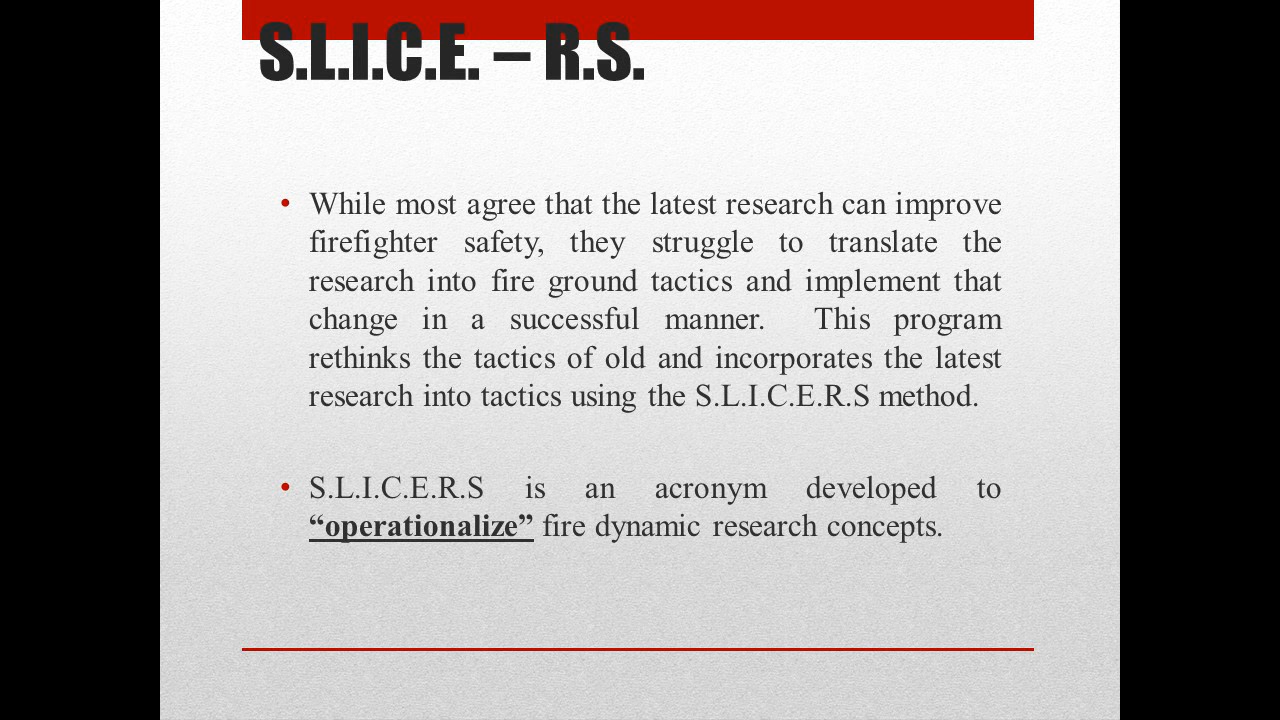 S.L.I.C.E. – R.S.
• While most agree that the latest research can improve
firefighter safety, they struggle to translate the
research into fire ground tactics and implement that
change in a successful manner.  This program
rethinks the tactics of old and incorporates the latest
research into tactics using the S.L.I.C.E.R.S method.
• S.L.I.C.E.R.S is an acronym developed to
“operationalize” fire dynamic research concepts.